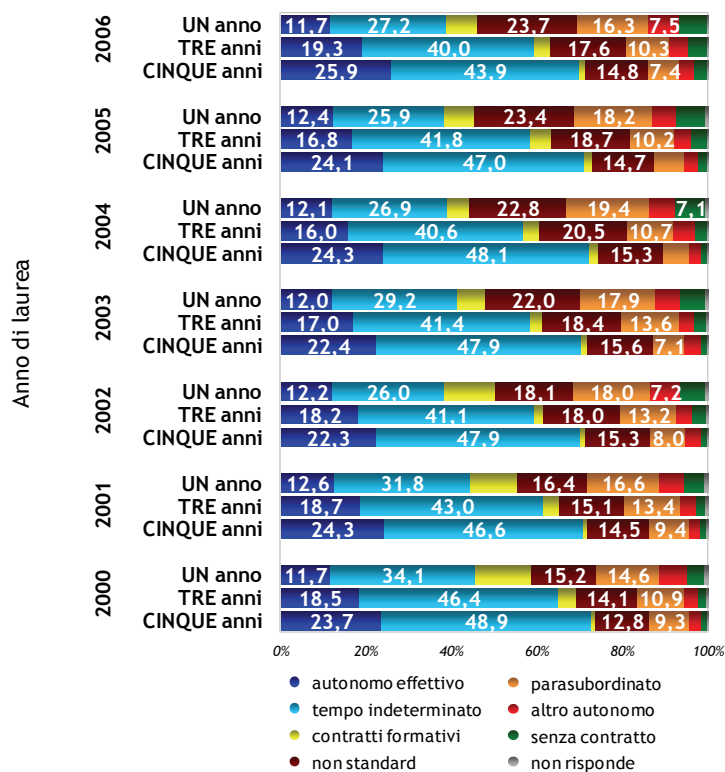 Anno di laurea
2006
UN anno 11,7 27,2 23,7 16,3 7,5
TRE anni 19,3 40,0 17,6 10,3
CINQUE anni 25,9 43,9 14,8 7,4
2005
UN anno 12,4 25,9 23,4 18,2
TRE anni 16,8 41,8 18,7 10,2
CINQUE anni 24,1 47,0 14,7
2004
UN anno 12,1 26,9 22,8 19,4 7,1
TRE anni 16,0 40,6 20,5 10,7
CINQUE anni 24,3 48,1 15,3
2003
UN anno 12,0 29,2 22,0 17,9
TRE anni 17,0 41,4 18,4 13,6
CINQUE anni 22,4 47,9 15,6 7,1
2002
UN anno 12,2 26,0 18,1 18,0 7,2
TRE anni 18,2 41,1 18,0 13,2
CINQUE anni 22,3 47,9 15,3 8,0
2001
UN anno 12,6 31,8 16,4 16,6
TRE anni 18,7 43,0 15,1 13,4
CINQUE anni 24,3 46,6 14,5 9,4
2000
UN anno 11,7 34,1 15,2 14,6
TRE anni 18,5 46,4 14,1 10,9
CINQUE anni 23,7 48,9 12,8 9,3
0% 20% 40% 60% 80% 100%
autonomo effettivo parasubordinato
tempo indeterminato altro autonomo
contratti formativi senza contratto
non standard non risponde